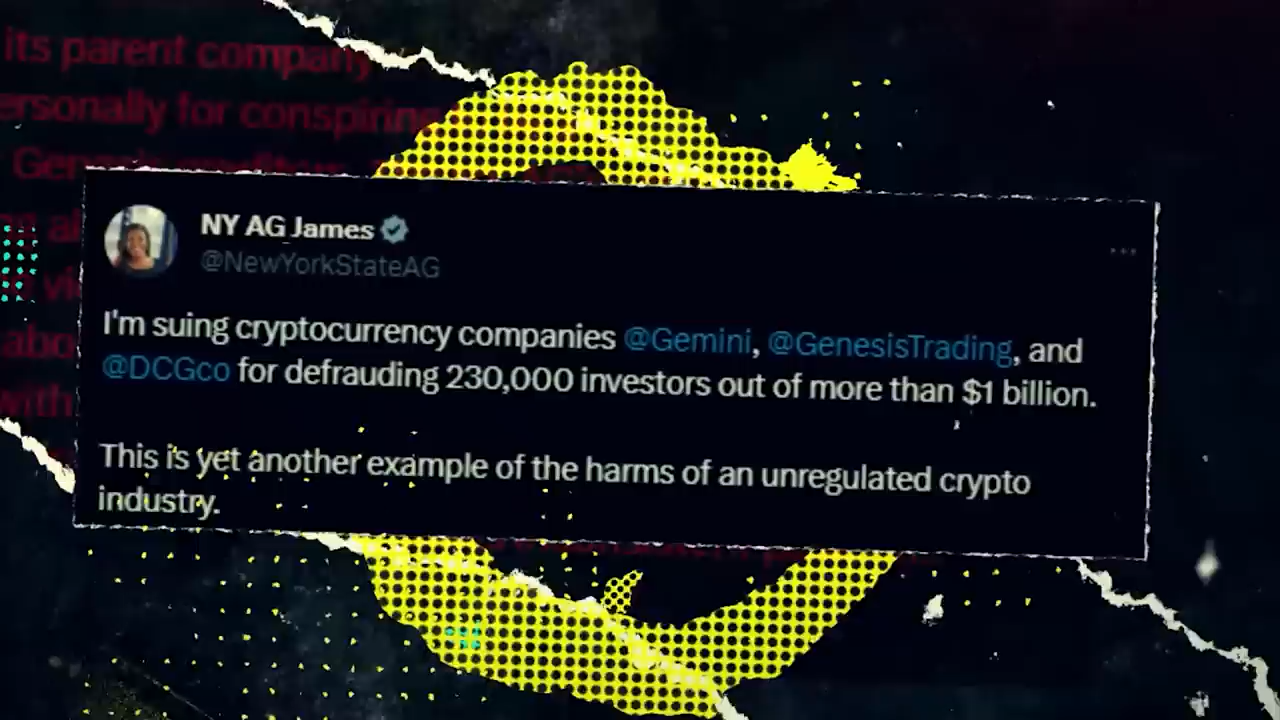 its parent company
personally for conspiring
NY AG James
@NewYorkStateAG
I'm suing cryptocurrency companies @Gemini, @GenesisTrading, and
@DCGco for defrauding 230,000 investors out of more than $1 billion.
This is yet another example of the harms of an unregulated crypto
industry.